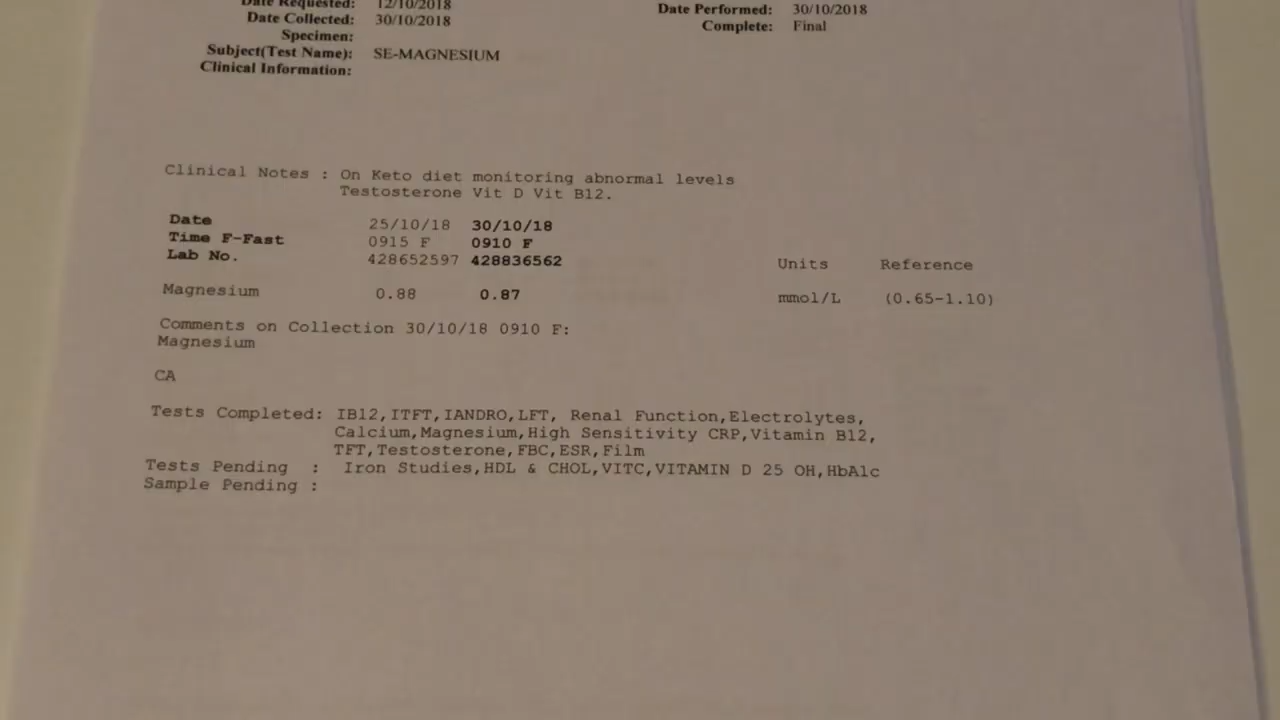 Date Requested: 12/10/2018
Date Collected: 30/10/2018
Specimen:
Subject(Test Name): SE-MAGNESIUM
Clinical Information:
Date Performed: 30/10/2018
Complete: Final
Clinical Notes : On Keto diet monitoring abnormal levels
Testosterone Vit D Vit B12.
Date 25/10/18 30/10/18
Time F-Fast 0915 F 0910 F
Lab No. 428652597 428836562 Units Reference
Magnesium 0.88 0.87 mmol/L (0.65-1.10)
Comments on Collection 30/10/18 0910 F:
Magnesium
CA
Tests Completed: IB12,ITFT,IANDRO,LFT, Renal Function,Electrolytes,
Calcium,Magnesium,High Sensitivity CRP,Vitamin B12,
TFT,Testosterone,FBC,ESR,Film
Tests Pending : Iron Studies,HDL & CHOL,VITC,VITAMIN D 25 OH,HbA1c
Sample Pending :